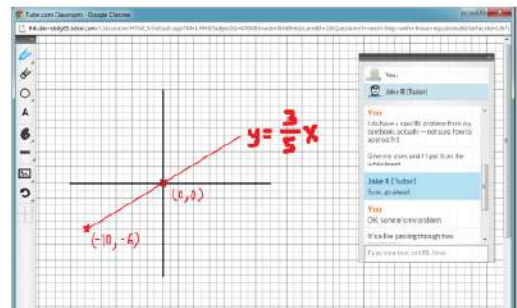 Tutor.com Classroom - Google Chrome
y = 3/5 x
(0,0)
(-10,-6)
You
Jake R (Tutor)
You
I do have a specific problem from my
textbook, actually — not sure how to
approach it
Give me a sec and I'll put it on the
whiteboard
Jake R (Tutor)
Sure, go ahead!
You
OK, so here's my problem
It's a line passing through two